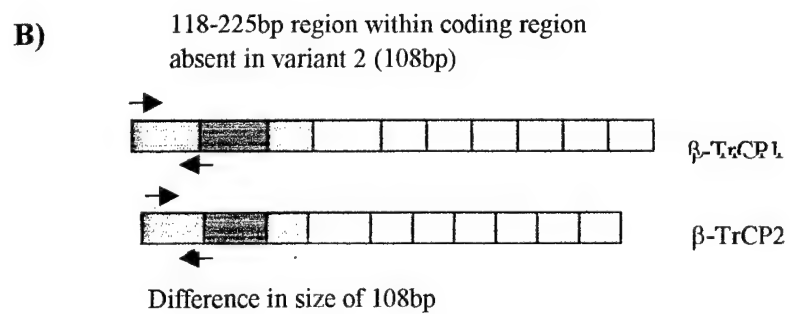 B)
118-225bp region within coding region
absent in variant 2 (108bp)
β-TrCP1
β-TrCP2
Difference in size of 108bp